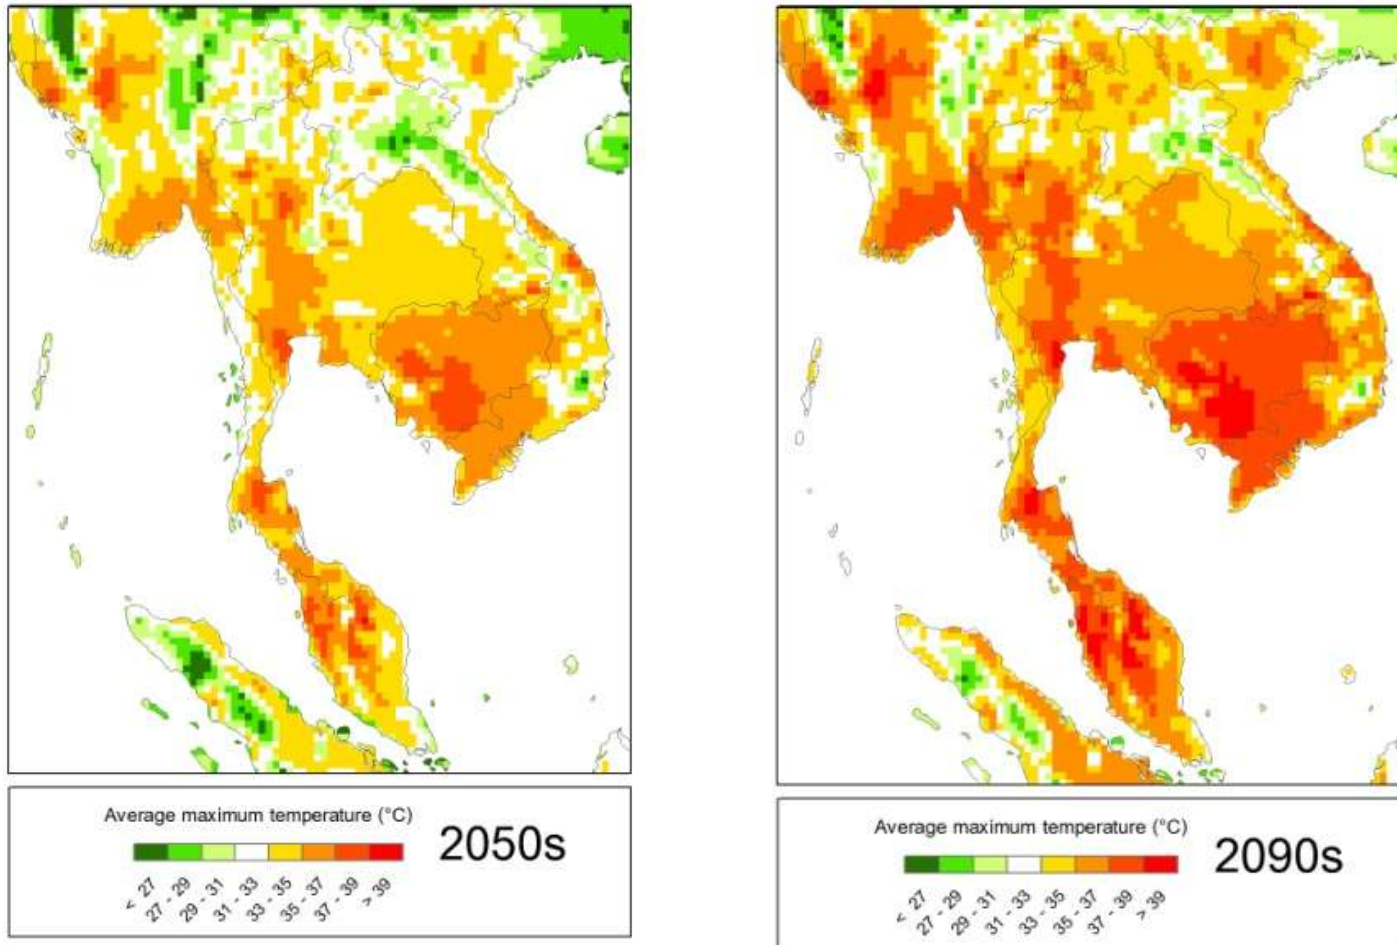 Average maximum temperature (°C)
2050s
< 27
27 - 29
29 - 31
31 - 33
33 - 35
35 - 37
37 - 39
> 39
Average maximum temperature (°C)
2090s
< 27
27 - 29
29 - 31
31 - 33
33 - 35
35 - 37
37 - 39
> 39